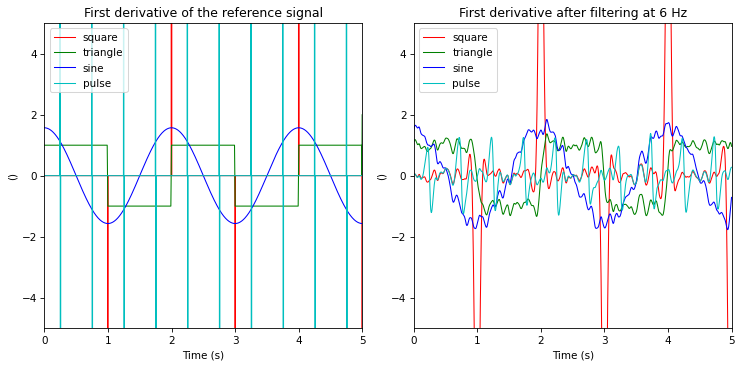 First derivative of the reference signal
square
triangle
sine
pulse
4
2
0
−2
−4
()
0 1 2 3 4 5
Time (s)
First derivative after filtering at 6 Hz
square
triangle
sine
pulse
4
2
0
−2
−4
()
0 1 2 3 4 5
Time (s)